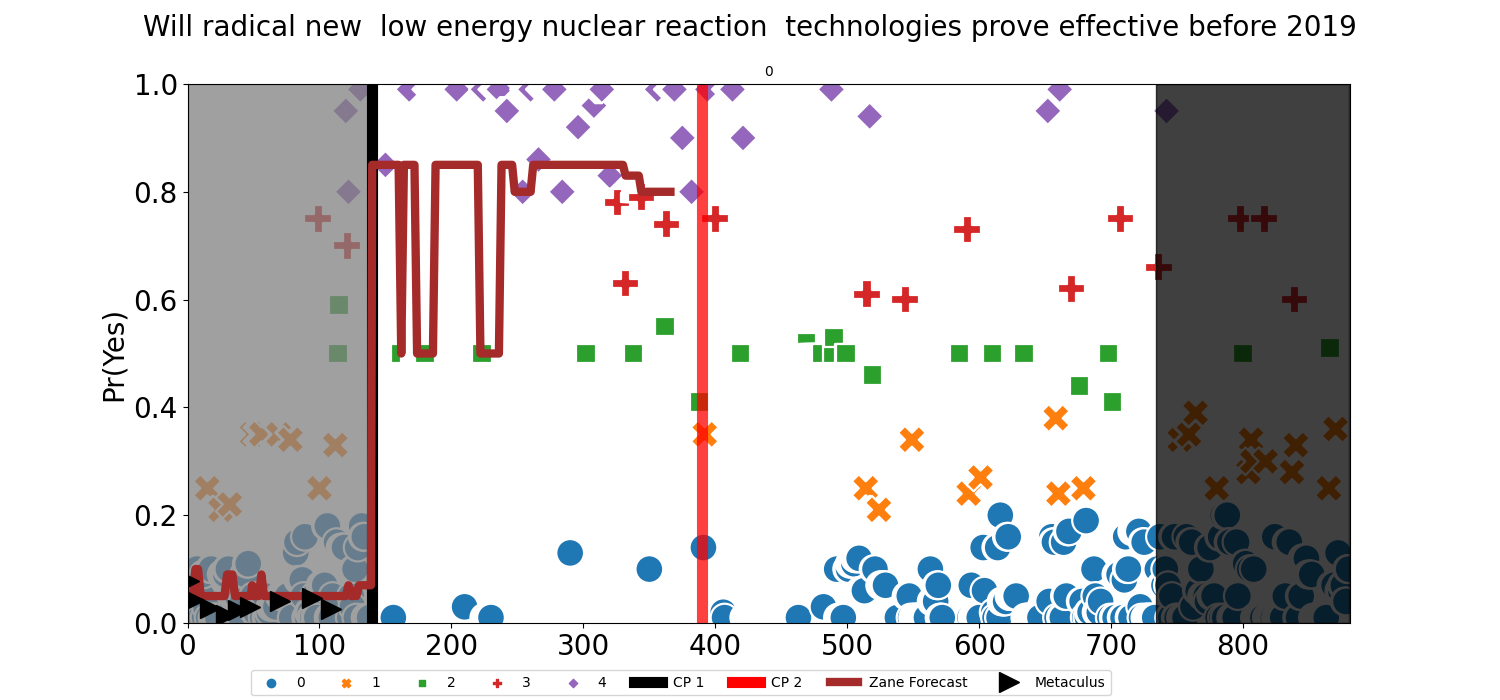 Will radical new  low energy nuclear reaction  technologies prove effective before 2019
0
1.0
0.8
0.6
0.4
0.2
0.0
Pr(Yes)
0 100 200 300 400 500 600 700 800
0 1 2 3 4 CP 1 CP 2 Zane Forecast Metaculus